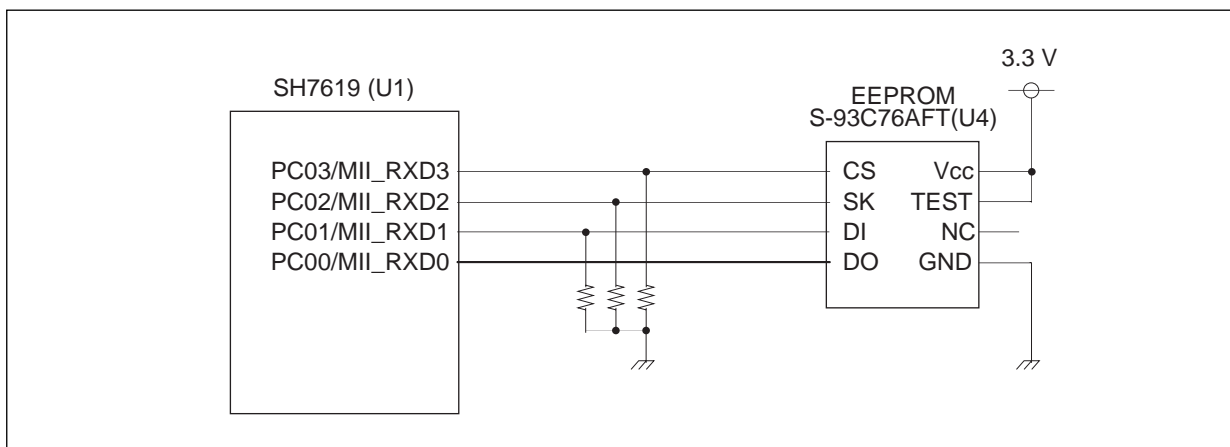 3.3 V
SH7619 (U1)
EEPROM
S-93C76AFT(U4)
PC03/MII_RXD3
PC02/MII_RXD2
PC01/MII_RXD1
PC00/MII_RXD0
CS Vcc
SK TEST
DI NC
DO GND